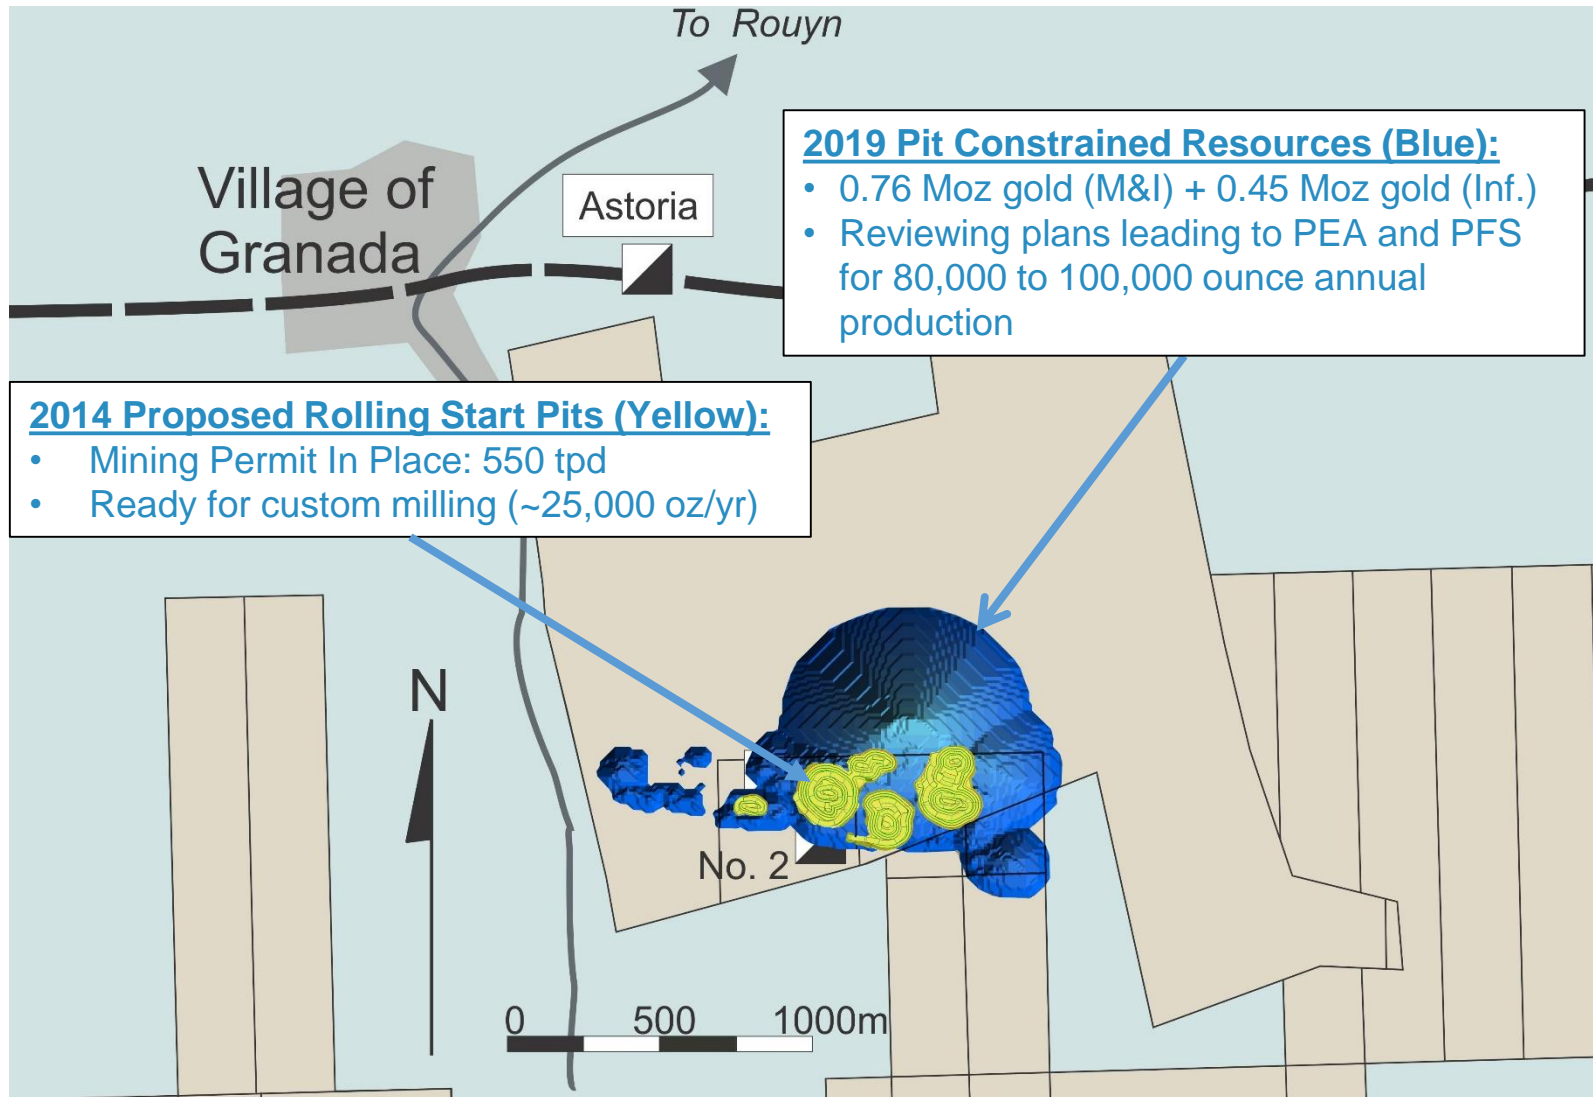 To Rouyn
2019 Pit Constrained Resources (Blue):
• 0.76 Moz gold (M&I) + 0.45 Moz gold (Inf.)
• Reviewing plans leading to PEA and PFS
for 80,000 to 100,000 ounce annual
production
Village of
Granada
Astoria
2014 Proposed Rolling Start Pits (Yellow):
• Mining Permit In Place: 550 tpd
• Ready for custom milling (~25,000 oz/yr)
N
No. 2
0 500 1000m